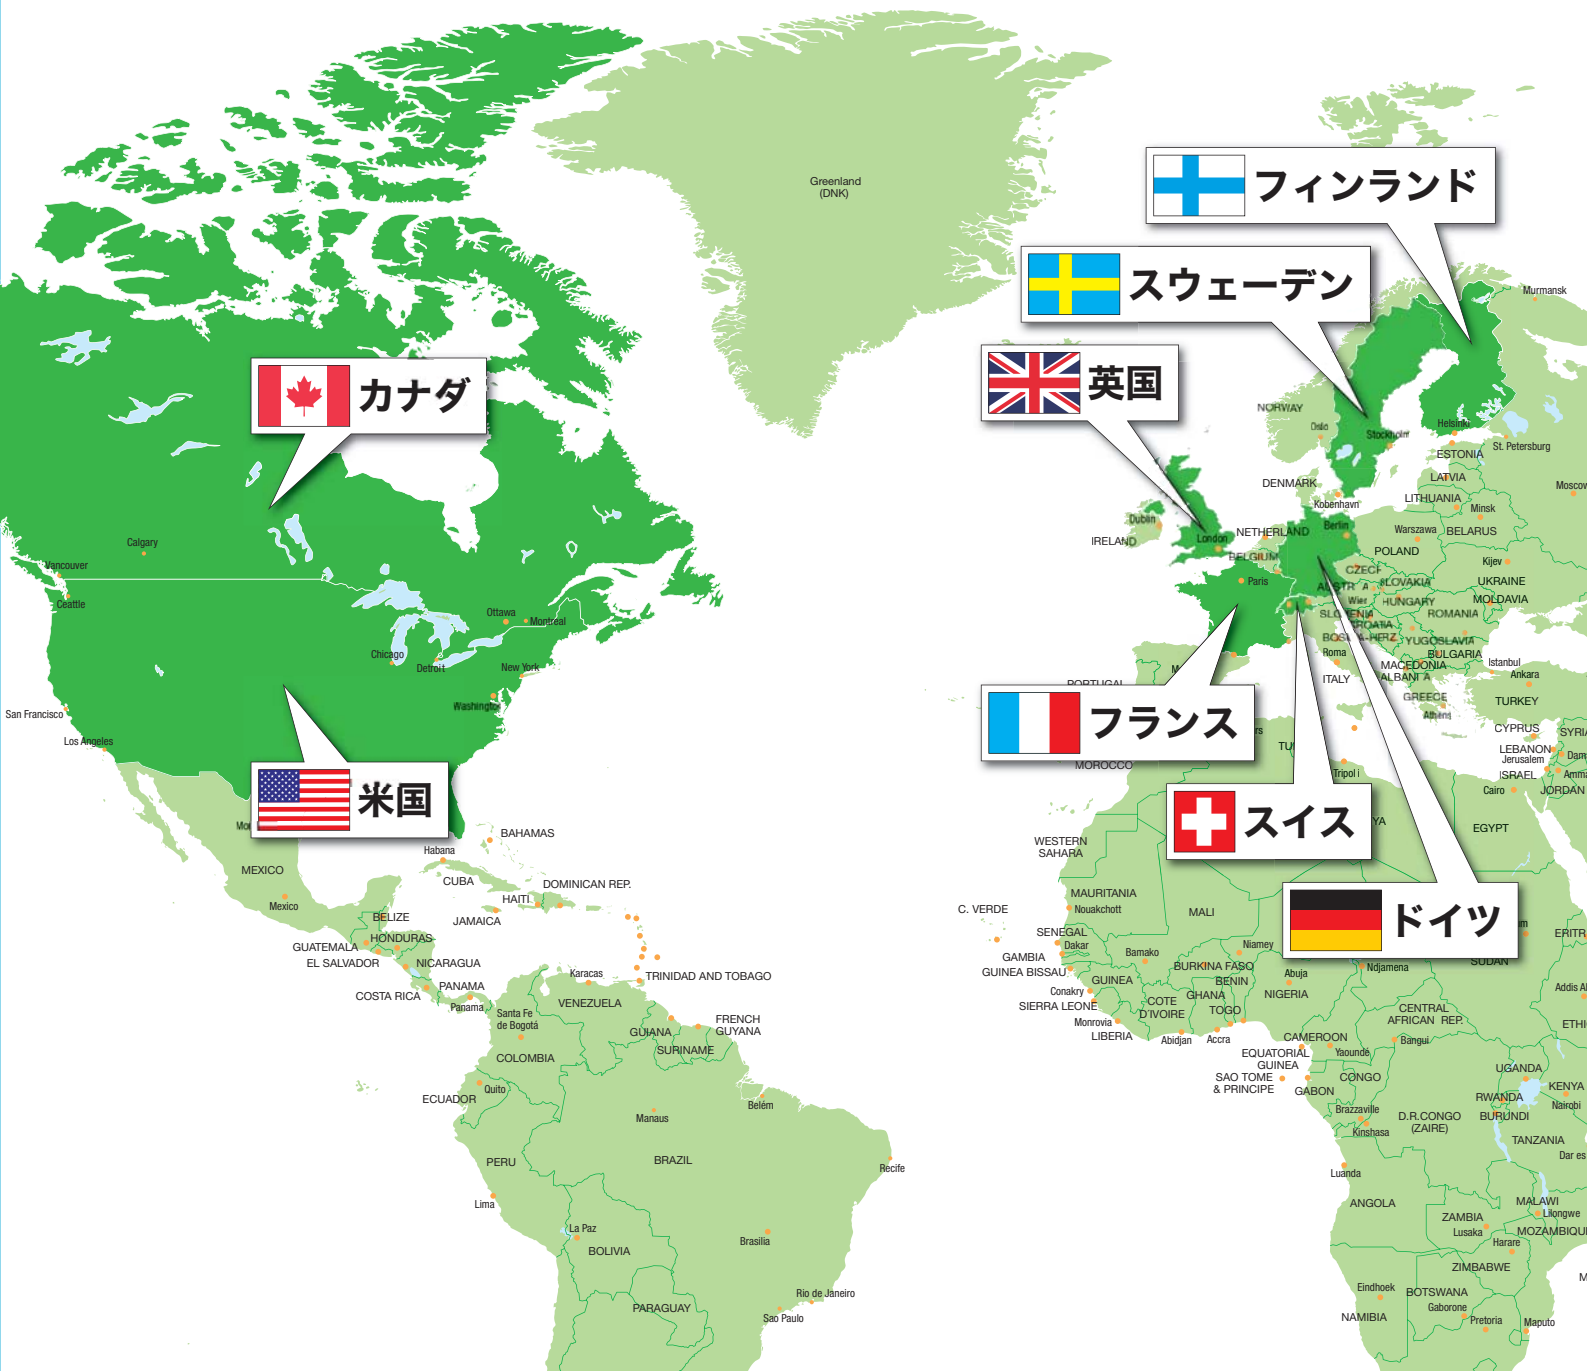 Greenland
(DNK)
フィンランド
スウェーデン
英国
カナダ
Murmansk
NORWAY
Oslo
Stockholm
Helsinki
St. Petersburg
ESTONIA
LATVIA
LITHUANIA
Moscow
DENMARK
Kobenhavn
Minsk
Dublin
IRELAND
London
NETHERLAND
Berlin
Warszawa
BELARUS
BELGIUM
POLAND
Kijev
Paris
CZECH
SLOVAKIA
UKRAINE
HUNGARY
MOLDAVIA
ROMANIA
CROATIA
YUGOSLAVIA
BULGARIA
Roma
MACEDONIA
Istanbul
ITALY
Ankara
GREECE
TURKEY
Athens
Calgary
Vancouver
Ceattle
Ottawa
Montreal
Chicago
Detroit
New York
Washington
San Francisco
Los Angeles
米国
フランス
スイス
ドイツ
PORTUGAL
MOROCCO
Tripoli
CYPRUS
SYRIA
LEBANON
Jerusalem
ISRAEL
Cairo
JORDAN
EGYPT
BAHAMAS
Habana
CUBA
MEXICO
Mexico
HAITI
DOMINICAN REP.
JAMAICA
BELIZE
HONDURAS
GUATEMALA
EL SALVADOR
NICARAGUA
COSTA RICA
PANAMA
Panama
Karacas
TRINIDAD AND TOBAGO
VENEZUELA
Santa Fe
de Bogotá
GUIANA
FRENCH
GUYANA
SURINAME
COLOMBIA
Quito
ECUADOR
Manaus
Belém
PERU
BRAZIL
Recife
Lima
La Paz
BOLIVIA
Brasilia
PARAGUAY
Rio de Janeiro
Sao Paulo
WESTERN
SAHARA
MAURITANIA
Nouakchott
MALI
C. VERDE
SENEGAL
Dakar
GAMBIA
GUINEA BISSAU
Bamako
Niamey
BURKINA FASO
GUINEA
BENIN
Conakry
SIERRA LEONE
COTE
D'IVOIRE
GHANA
TOGO
Monrovia
LIBERIA
Abidjan
Accra
Abuja
NIGERIA
Ndjamena
SUDAN
CENTRAL
AFRICAN REP.
CAMEROON
Yaoundé
Bangui
EQUATORIAL
GUINEA
SAO TOME
& PRINCIPE
GABON
CONGO
UGANDA
KENYA
Nairobi
RWANDA
BURUNDI
Brazzaville
Kinshasa
D.R.CONGO
(ZAIRE)
TANZANIA
Luanda
ANGOLA
MALAWI
Lilongwe
ZAMBIA
Lusaka
MOZAMBIQUE
Harare
ZIMBABWE
Eindhoek
BOTSWANA
Gaborone
NAMIBIA
Pretoria
Maputo